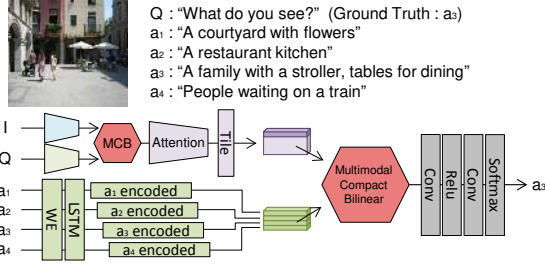 Q : “What do you see?” (Ground Truth : a₃)
a₁ : “A courtyard with flowers”
a₂ : “A restaurant kitchen”
a₃ : “A family with a stroller, tables for dining”
a₄ : “People waiting on a train”
I
Q
MCB
Attention
Tile
a₁
a₂
a₃
a₄
WE
LSTM
a₁ encoded
a₂ encoded
a₃ encoded
a₄ encoded
Multimodal
Compact
Bilinear
Conv
Relu
Conv
Softmax
a₃